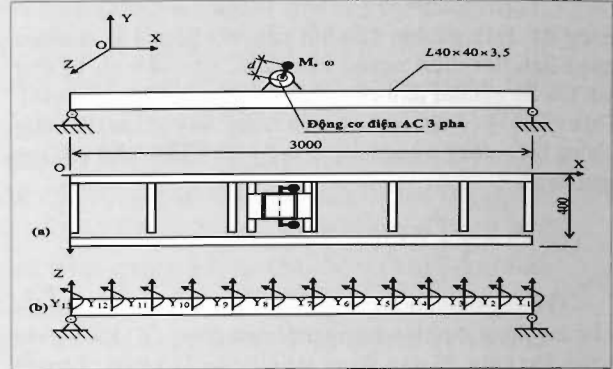 Y
O
X
Z
d
M, ω
L40×40×3,5
Động cơ điện AC 3 pha
3000
O
X
400
(a)
Z
(b) Y13 Y12 Y11 Y10 Y9 Y8 Y7 Y6 Y5 Y4 Y3 Y2 Y1